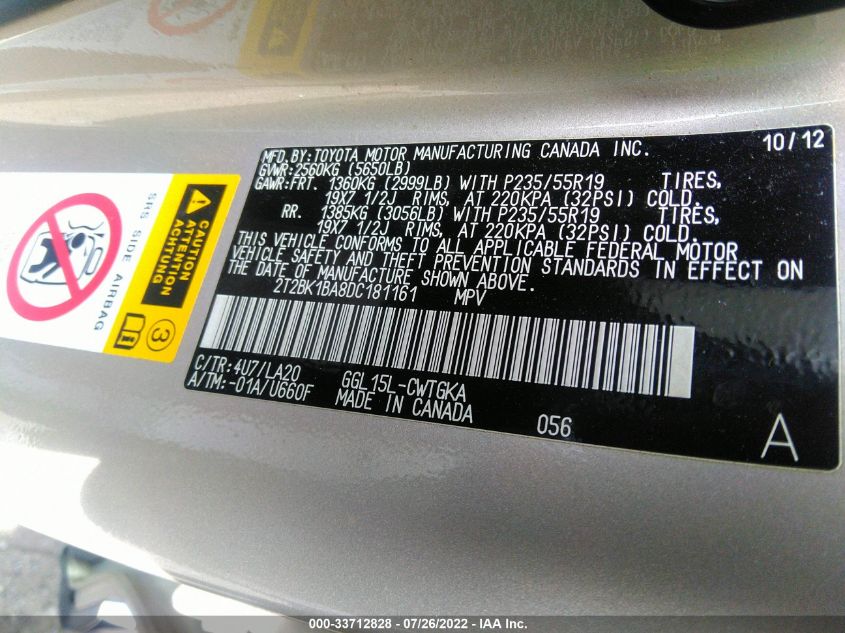 MFD. BY: TOYOTA MOTOR MANUFACTURING CANADA INC. 10/12
GVWR: 2560KG (5650LB)
GAWR: FRT. 1360KG (2999LB) WITH P235/55R19 TIRES,
19X7 1/2J RIMS, AT 220KPA (32PSI) COLD.
RR. 1385KG (3056LB) WITH P235/55R19 TIRES,
19X7 1/2J RIMS, AT 220KPA (32PSI) COLD.
THIS VEHICLE CONFORMS TO ALL APPLICABLE FEDERAL MOTOR
VEHICLE SAFETY AND THEFT PREVENTION STANDARDS IN EFFECT ON
THE DATE OF MANUFACTURE SHOWN ABOVE.
2T2BK1BA8DC181161 MPV
C/TR: 4U7/LA20 GGL15L-CWTGKA
A/TM: -01A/U660F MADE IN CANADA 056 A
SRS SIDE AIRBAG
CAUTION
ATTENTION
ACHTUNG
3
000-33712828 - 07/26/2022 - IAA Inc.